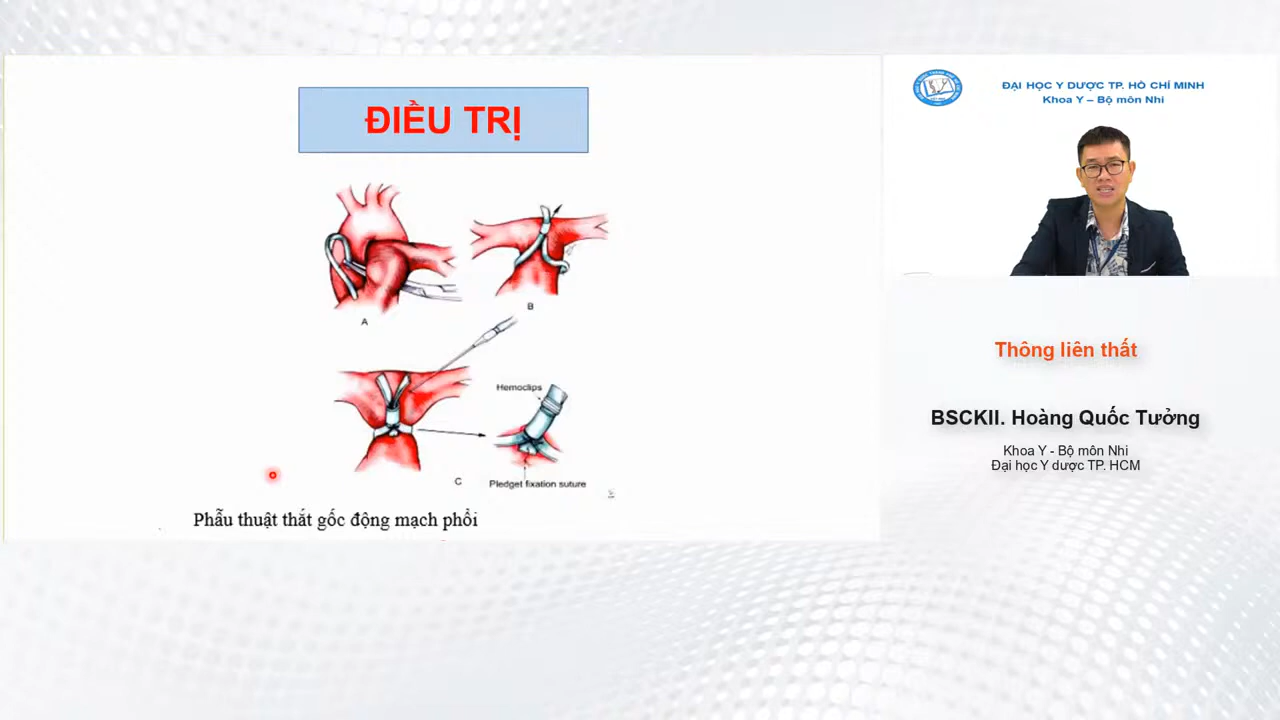 ĐIỀU TRỊ
A
B
Hemoclips
C
Pledget fixation suture
Phẫu thuật thắt gốc động mạch phổi
ĐẠI HỌC Y DƯỢC TP. HỒ CHÍ MINH
Khoa Y – Bộ môn Nhi
Thông liên thất
BSCKII. Hoàng Quốc Tưởng
Khoa Y - Bộ môn Nhi
Đại học Y dược TP. HCM